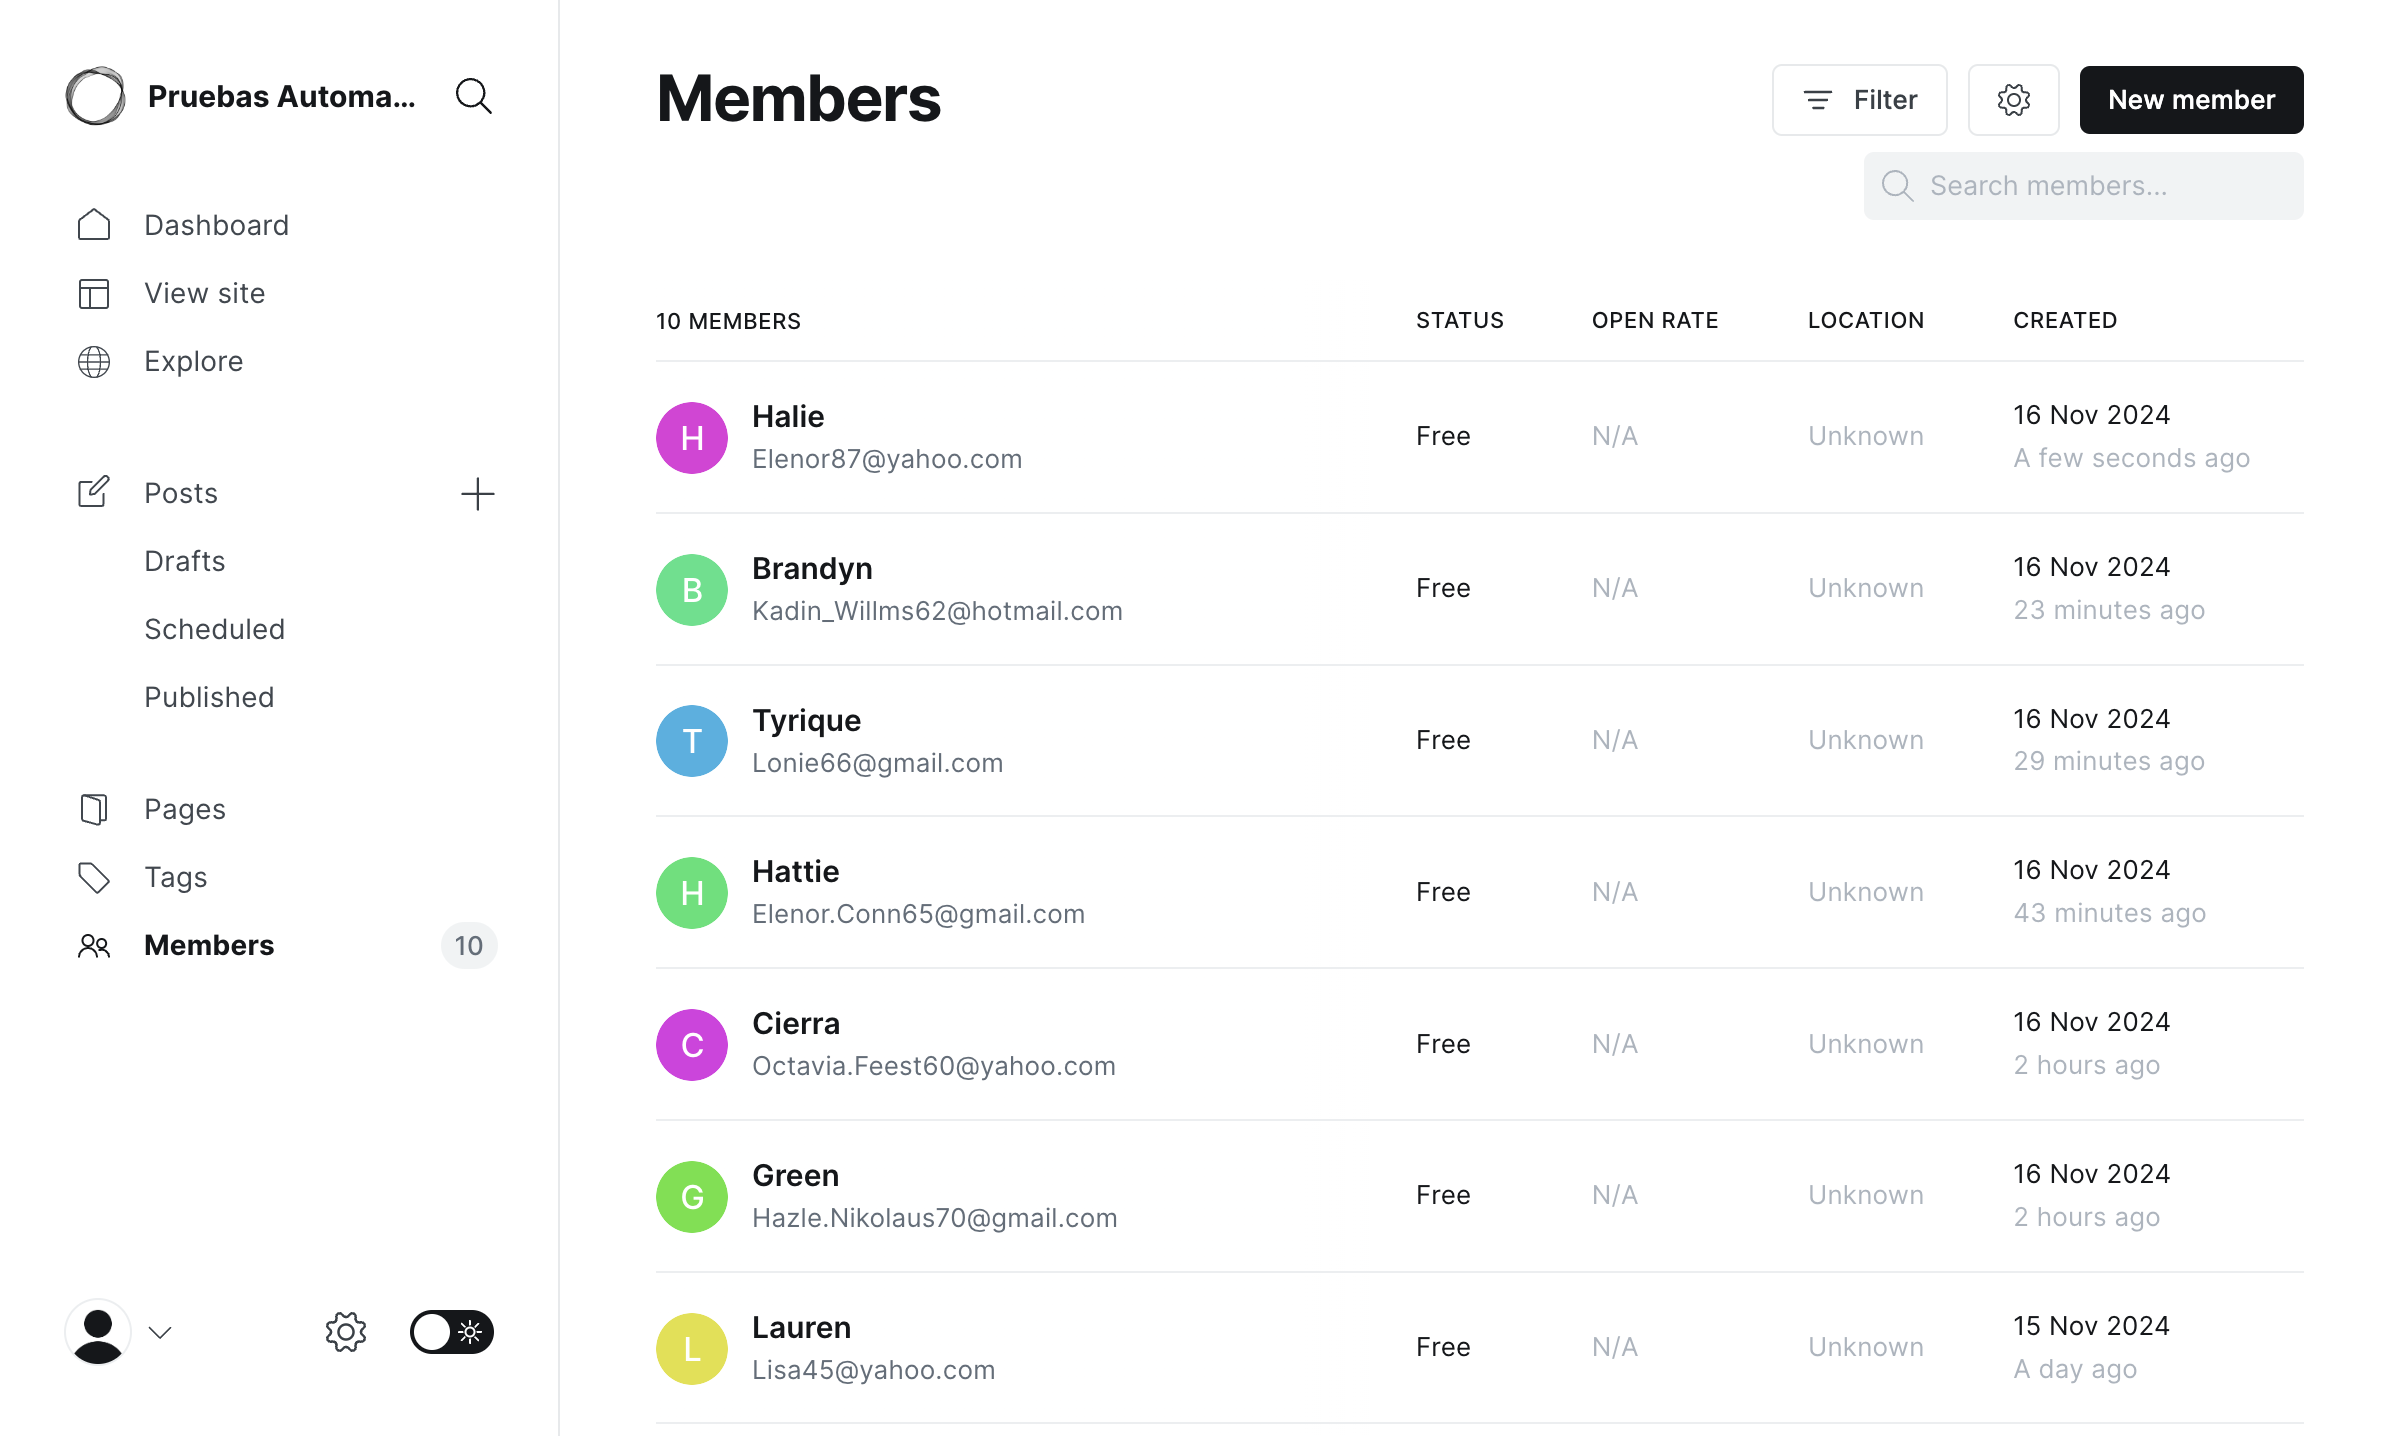 Pruebas Automa...
Dashboard
View site
Explore
Posts
Drafts
Scheduled
Published
Pages
Tags
Members
10
Members
Filter
New member
Search members...
10 MEMBERS STATUS OPEN RATE LOCATION CREATED
H
Halie
Elenor87@yahoo.com
Free N/A Unknown
16 Nov 2024
A few seconds ago
B
Brandyn
Kadin_Willms62@hotmail.com
Free N/A Unknown
16 Nov 2024
23 minutes ago
T
Tyrique
Lonie66@gmail.com
Free N/A Unknown
16 Nov 2024
29 minutes ago
H
Hattie
Elenor.Conn65@gmail.com
Free N/A Unknown
16 Nov 2024
43 minutes ago
C
Cierra
Octavia.Feest60@yahoo.com
Free N/A Unknown
16 Nov 2024
2 hours ago
G
Green
Hazle.Nikolaus70@gmail.com
Free N/A Unknown
16 Nov 2024
2 hours ago
L
Lauren
Lisa45@yahoo.com
Free N/A Unknown
15 Nov 2024
A day ago